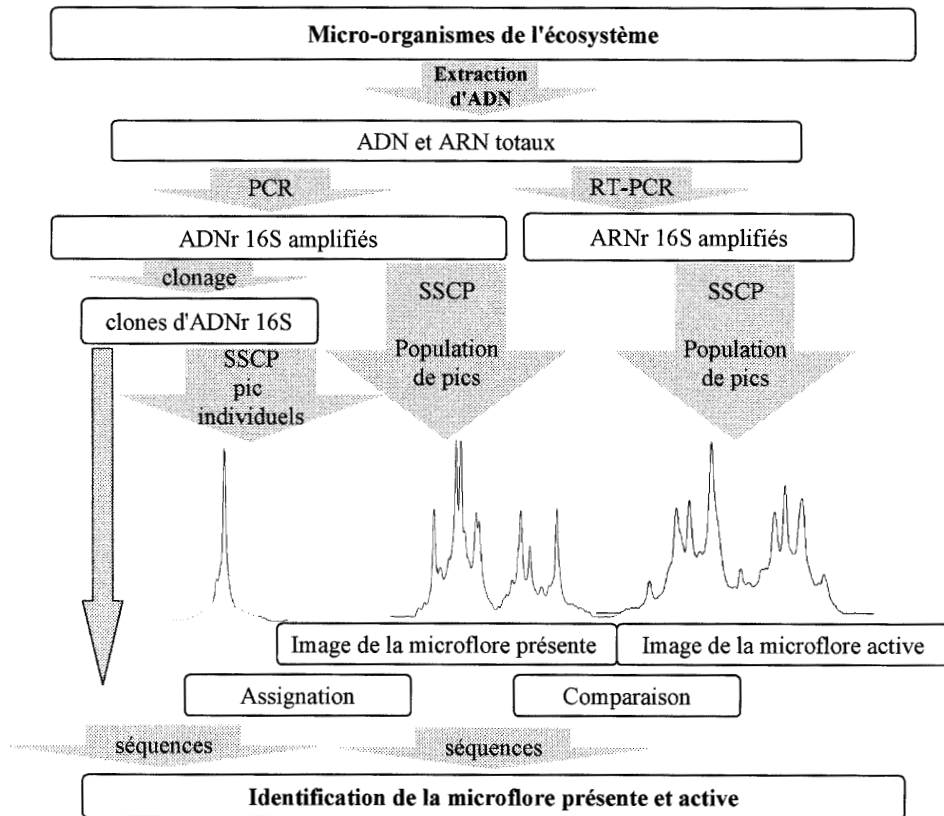 Micro-organismes de l'écosystème
Extraction
d'ADN
ADN et ARN totaux
PCR
RT-PCR
ADNr 16S amplifiés
ARNr 16S amplifiés
clonage
SSCP
SSCP
clones d'ADNr 16S
SSCP
pic
individuels
Population
de pics
Population
de pics
Image de la microflore présente
Image de la microflore active
Assignation
Comparaison
séquences
séquences
Identification de la microflore présente et active